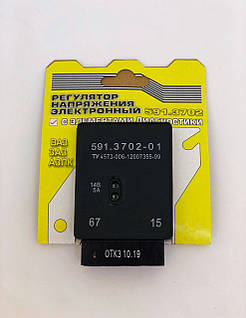 РЕГУЛЯТОР
НАПРЯЖЕНИЯ
ЭЛЕКТРОННЫЙ 591.3702
С ЭЛЕМЕНТАМИ ДИАГНОСТИКИ
ВАЗ
ЗАЗ
АЗЛК
591.3702-01
ТУ 4573-006-12007355-99
14В
5А
67 15
ОТК3 10.19